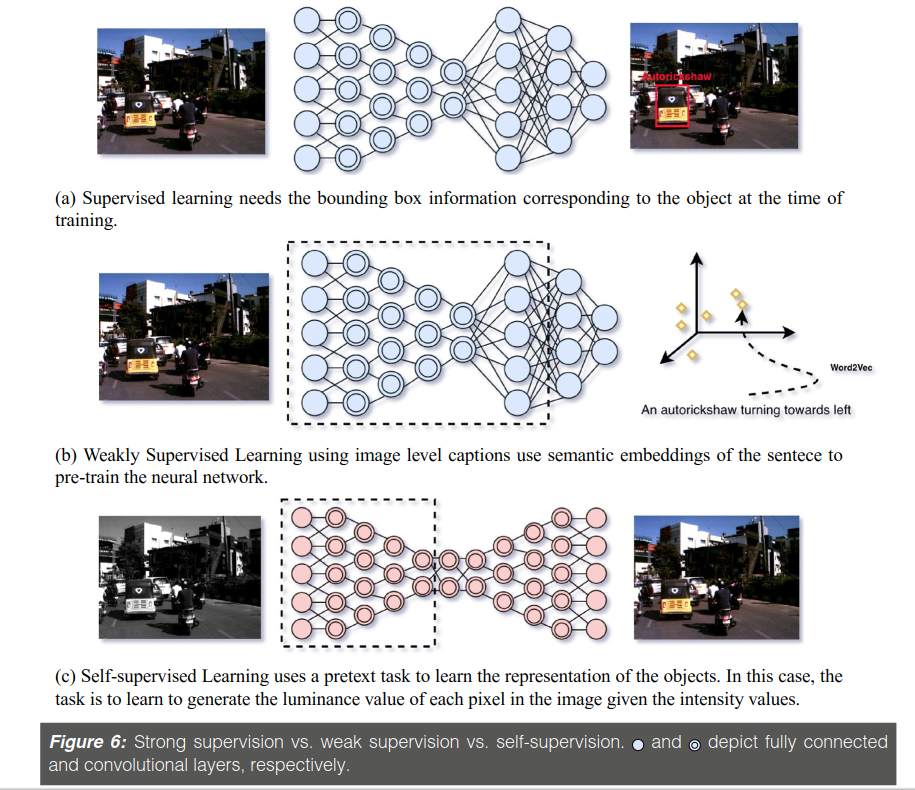 Autorickshaw
(a) Supervised learning needs the bounding box information corresponding to the object at the time of
training.
Word2Vec
An autorickshaw turning towards left
(b) Weakly Supervised Learning using image level captions use semantic embeddings of the sentece to
pre-train the neural network.
(c) Self-supervised Learning uses a pretext task to learn the representation of the objects. In this case, the
task is to learn to generate the luminance value of each pixel in the image given the intensity values.
Figure 6: Strong supervision vs. weak supervision vs. self-supervision. and depict fully connected
and convolutional layers, respectively.